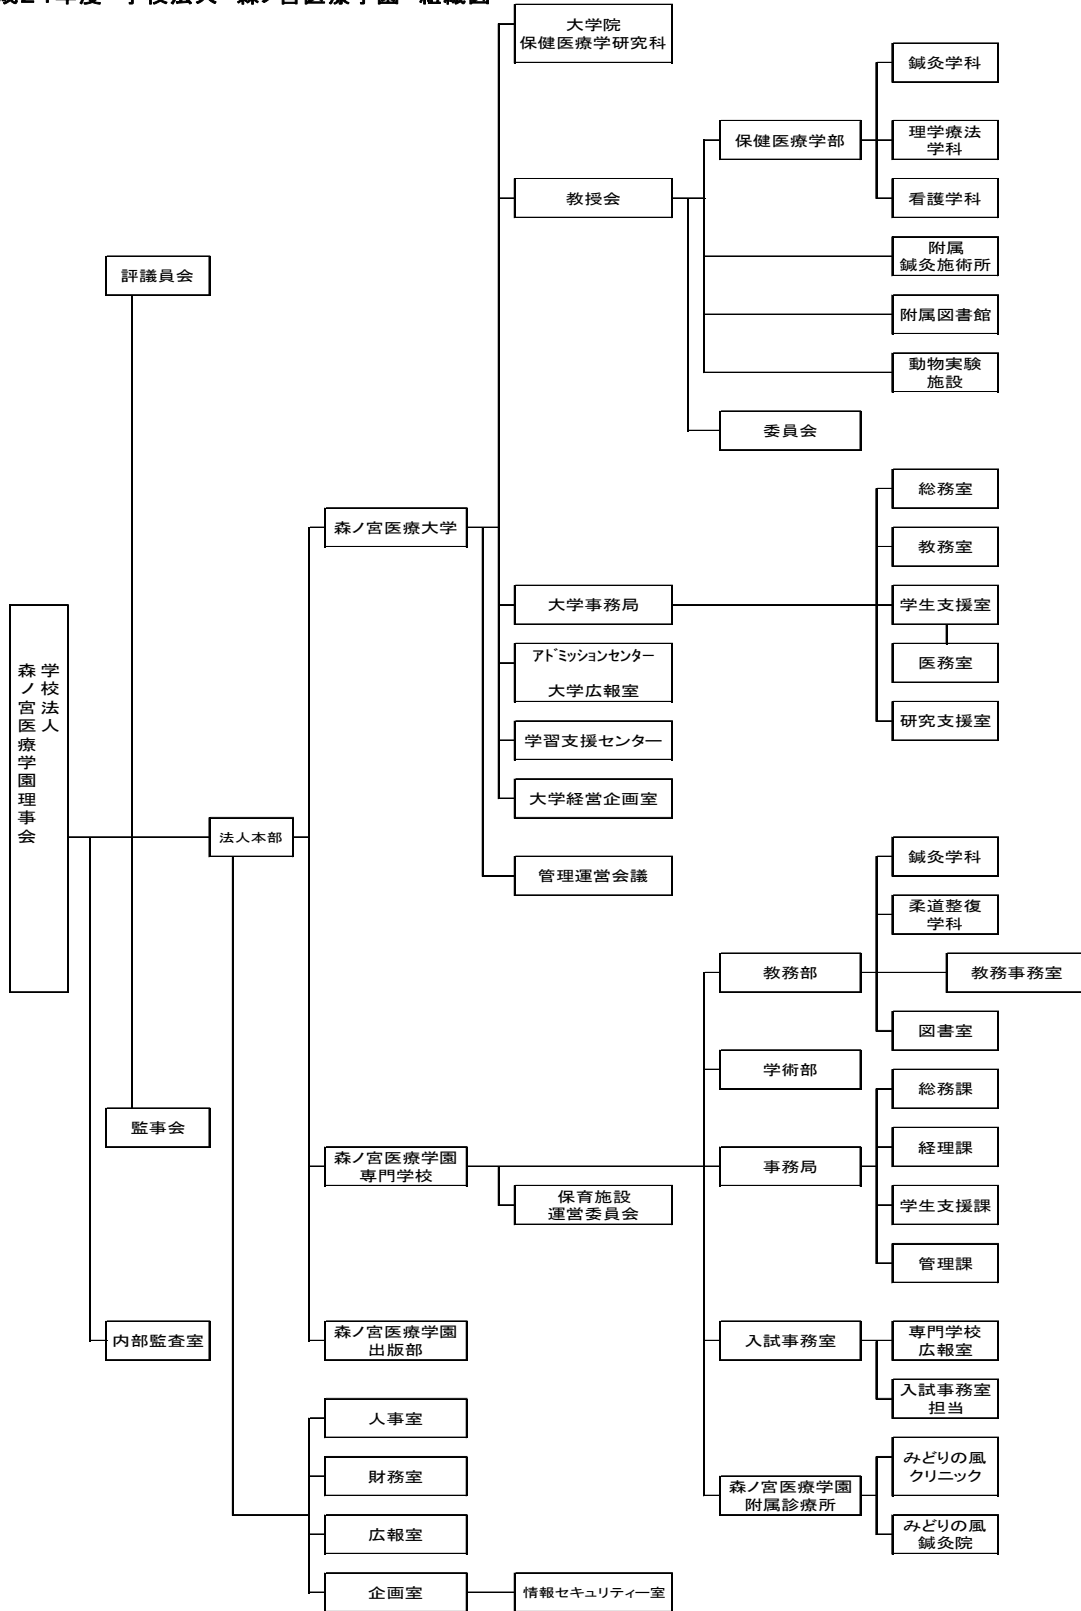 大学院
保健医療学研究科
鍼灸学科
保健医療学部
理学療法
学科
教授会
看護学科
附属
鍼灸施術所
評議員会
附属図書館
動物実験
施設
委員会
総務室
森ノ宮医療大学
教務室
大学事務局
学生支援室
アドミッションセンター
大学広報室
医務室
研究支援室
学習支援センター
大学経営企画室
学校法人
森ノ宮医療学園理事会
法人本部
管理運営会議
鍼灸学科
柔道整復
学科
教務部
教務事務室
図書室
学術部
総務課
監事会
経理課
森ノ宮医療学園
専門学校
事務局
保育施設
運営委員会
学生支援課
管理課
内部監査室
森ノ宮医療学園
出版部
入試事務室
専門学校
広報室
入試事務室
担当
人事室
みどりの風
クリニック
財務室
森ノ宮医療学園
附属診療所
広報室
みどりの風
鍼灸院
企画室
情報セキュリティー室